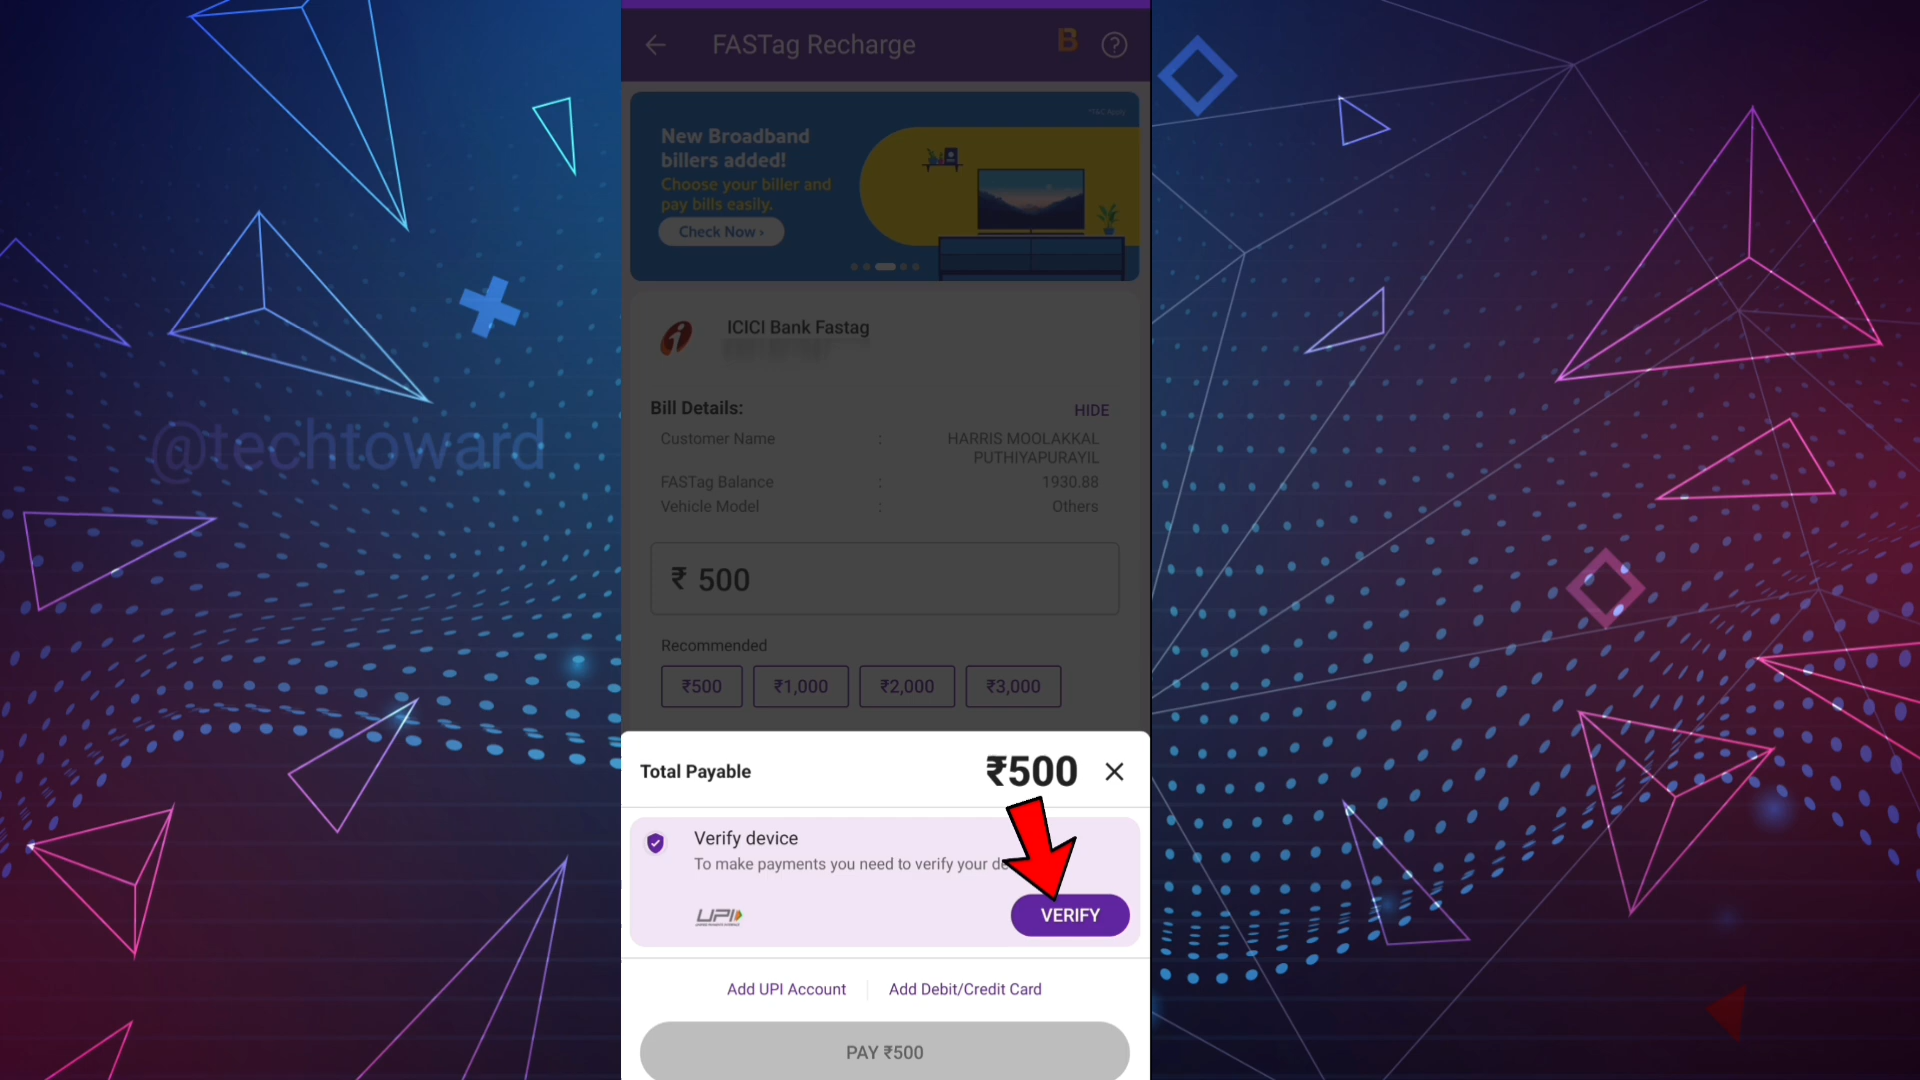 FASTag Recharge
B
New Broadband
billers added!
Choose your biller and
pay bills easily.
Check Now ›
ICICI Bank Fastag
Bill Details:
HIDE
Customer Name : HARRIS MOOLAKKAL
PUTHIYAPURAYIL
FASTag Balance : 1930.88
Vehicle Model : Others
@techtoward
₹ 500
Recommended
₹500 ₹1,000 ₹2,000 ₹3,000
Total Payable ₹500
Verify device
To make payments you need to verify your
UPI
VERIFY
Add UPI Account
Add Debit/Credit Card
PAY ₹500